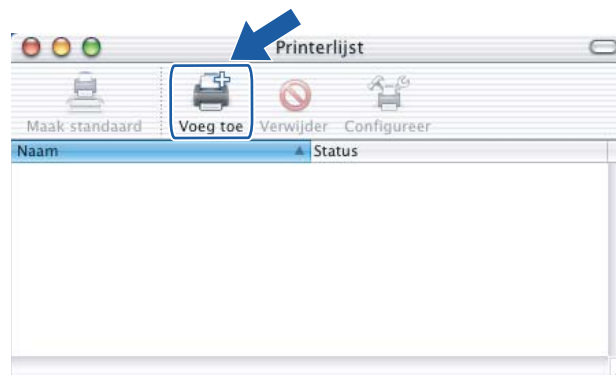 Printerlijst
Maak standaard Voeg toe Verwijder Configureer
Naam Status